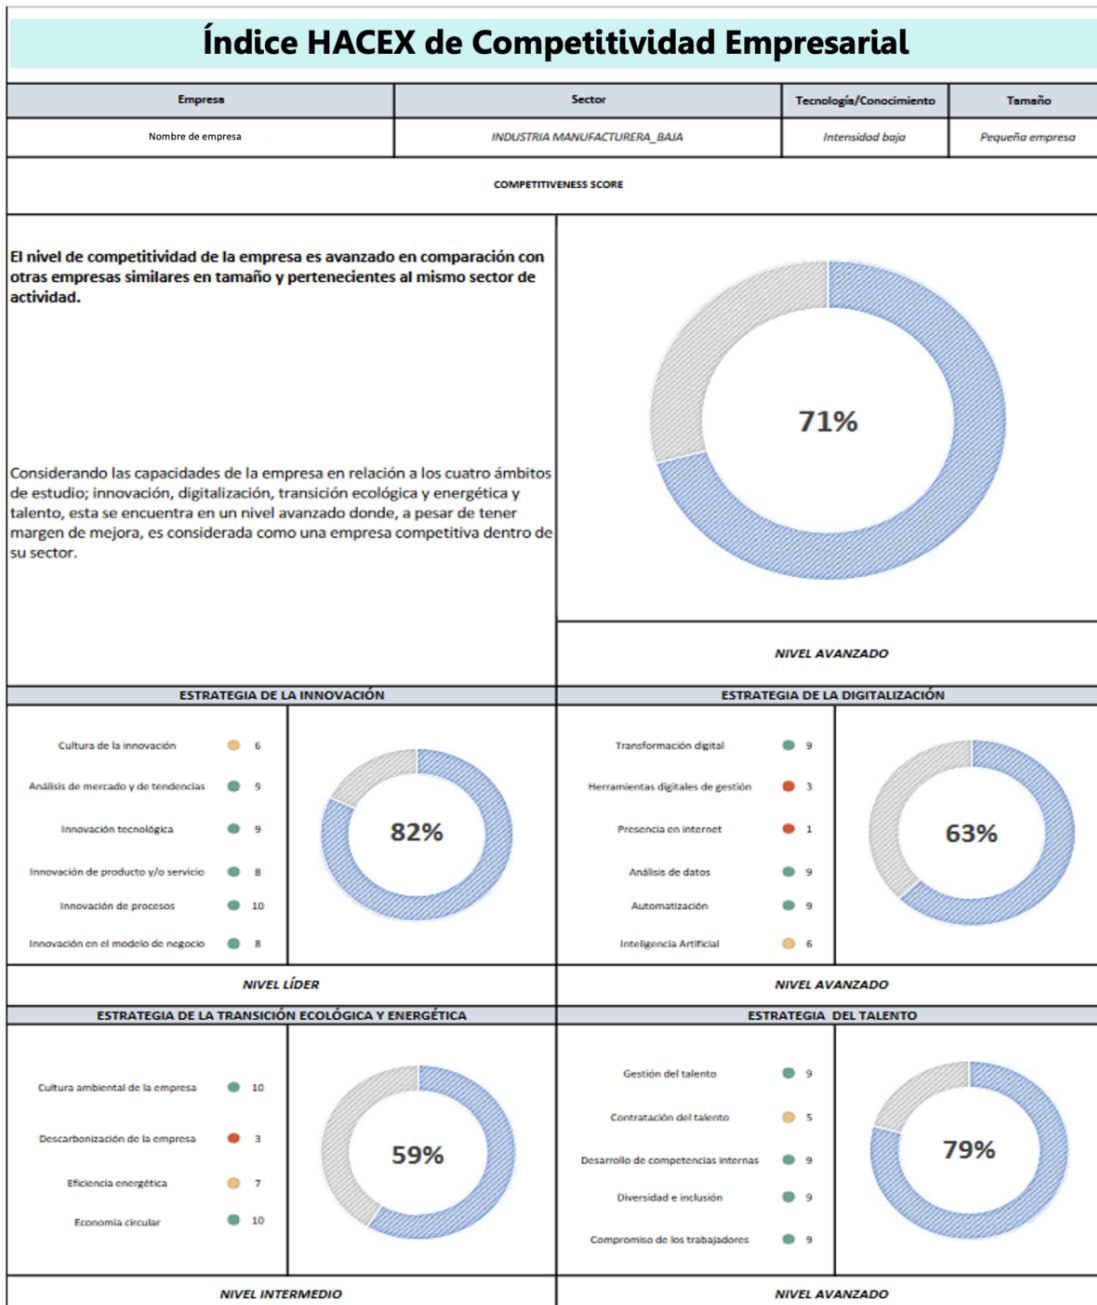 Índice HACEX de Competitividad Empresarial
Empresa
Sector
Tecnología/Conocimiento
Tamaño
Nombre de empresa
INDUSTRIA MANUFACTURERA_BAJA
Intensidad baja
Pequeña empresa
COMPETITIVENESS SCORE
El nivel de competitividad de la empresa es avanzado en comparación con
otras empresas similares en tamaño y pertenecientes al mismo sector de
actividad.
Considerando las capacidades de la empresa en relación a los cuatro ámbitos
de estudio; innovación, digitalización, transición ecológica y energética y
talento, esta se encuentra en un nivel avanzado donde, a pesar de tener
margen de mejora, es considerada como una empresa competitiva dentro de
su sector.
71%
NIVEL AVANZADO
ESTRATEGIA DE LA INNOVACIÓN
Cultura de la innovación 6
Análisis de mercado y de tendencias 9
Innovación tecnológica 9
Innovación de producto y/o servicio 8
Innovación de procesos 10
Innovación en el modelo de negocio 8
82%
NIVEL LÍDER
ESTRATEGIA DE LA DIGITALIZACIÓN
Transformación digital 9
Herramientas digitales de gestión 3
Presencia en internet 1
Análisis de datos 9
Automatización 9
Inteligencia Artificial 6
63%
NIVEL AVANZADO
ESTRATEGIA DE LA TRANSICIÓN ECOLÓGICA Y ENERGÉTICA
Cultura ambiental de la empresa 10
Descarbonización de la empresa 3
Eficiencia energética 7
Economía circular 10
59%
NIVEL INTERMEDIO
ESTRATEGIA DEL TALENTO
Gestión del talento 9
Contratación del talento 5
Desarrollo de competencias internas 9
Diversidad e inclusión 9
Compromiso de los trabajadores 9
79%
NIVEL AVANZADO